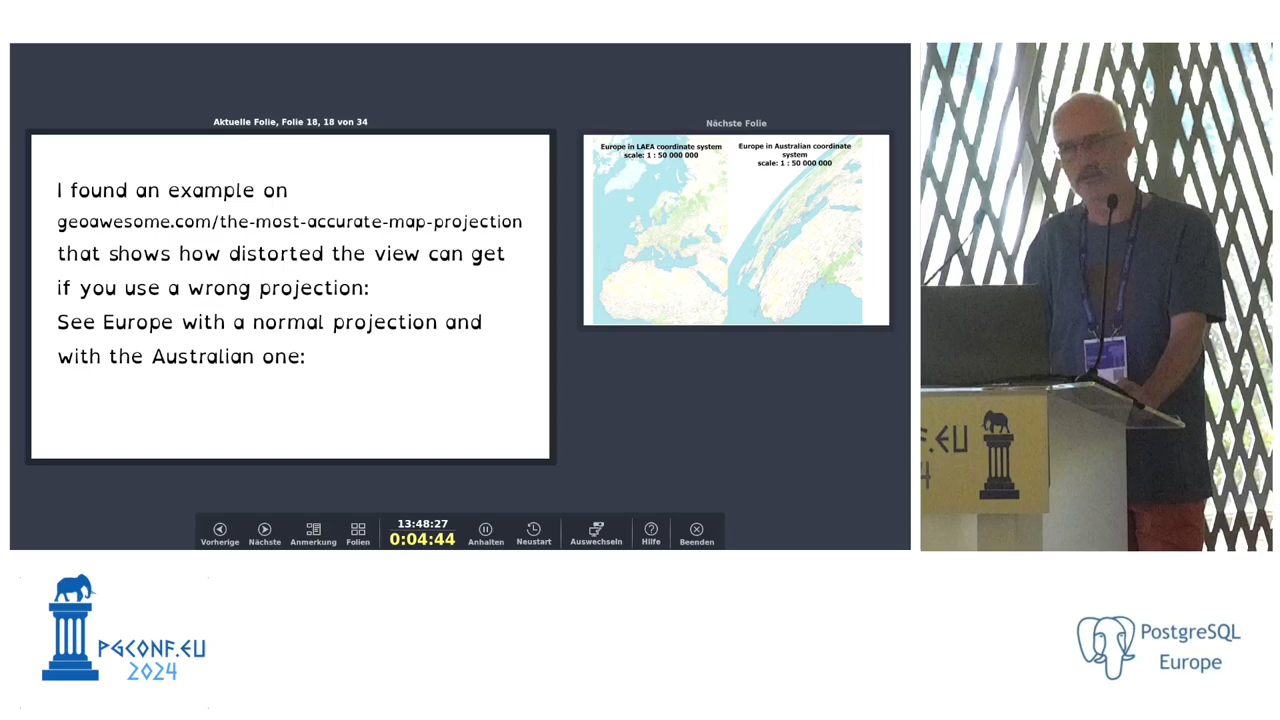 Aktuelle Folie, Folie 18, 18 von 34
I found an example on
geoawesome.com/the-most-accurate-map-projection
that shows how distorted the view can get
if you use a wrong projection:
See Europe with a normal projection and
with the Australian one:
Nächste Folie
Europe in LAEA coordinate system
scale: 1 : 50 000 000
Europe in Australian coordinate
system
scale: 1 : 50 000 000
Vorherige
Nächste
Anmerkung
Folien
13:48:27
0:04:44
Anhalten
Neustart
Auswechseln
Hilfe
Beenden
F.EU
4
PGCONF.EU
2024
PostgreSQL
Europe